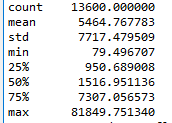 count 13600.000000
mean 5464.767783
std 7717.479509
min 79.496707
25% 950.689008
50% 1516.951136
75% 7307.056573
max 81849.751340